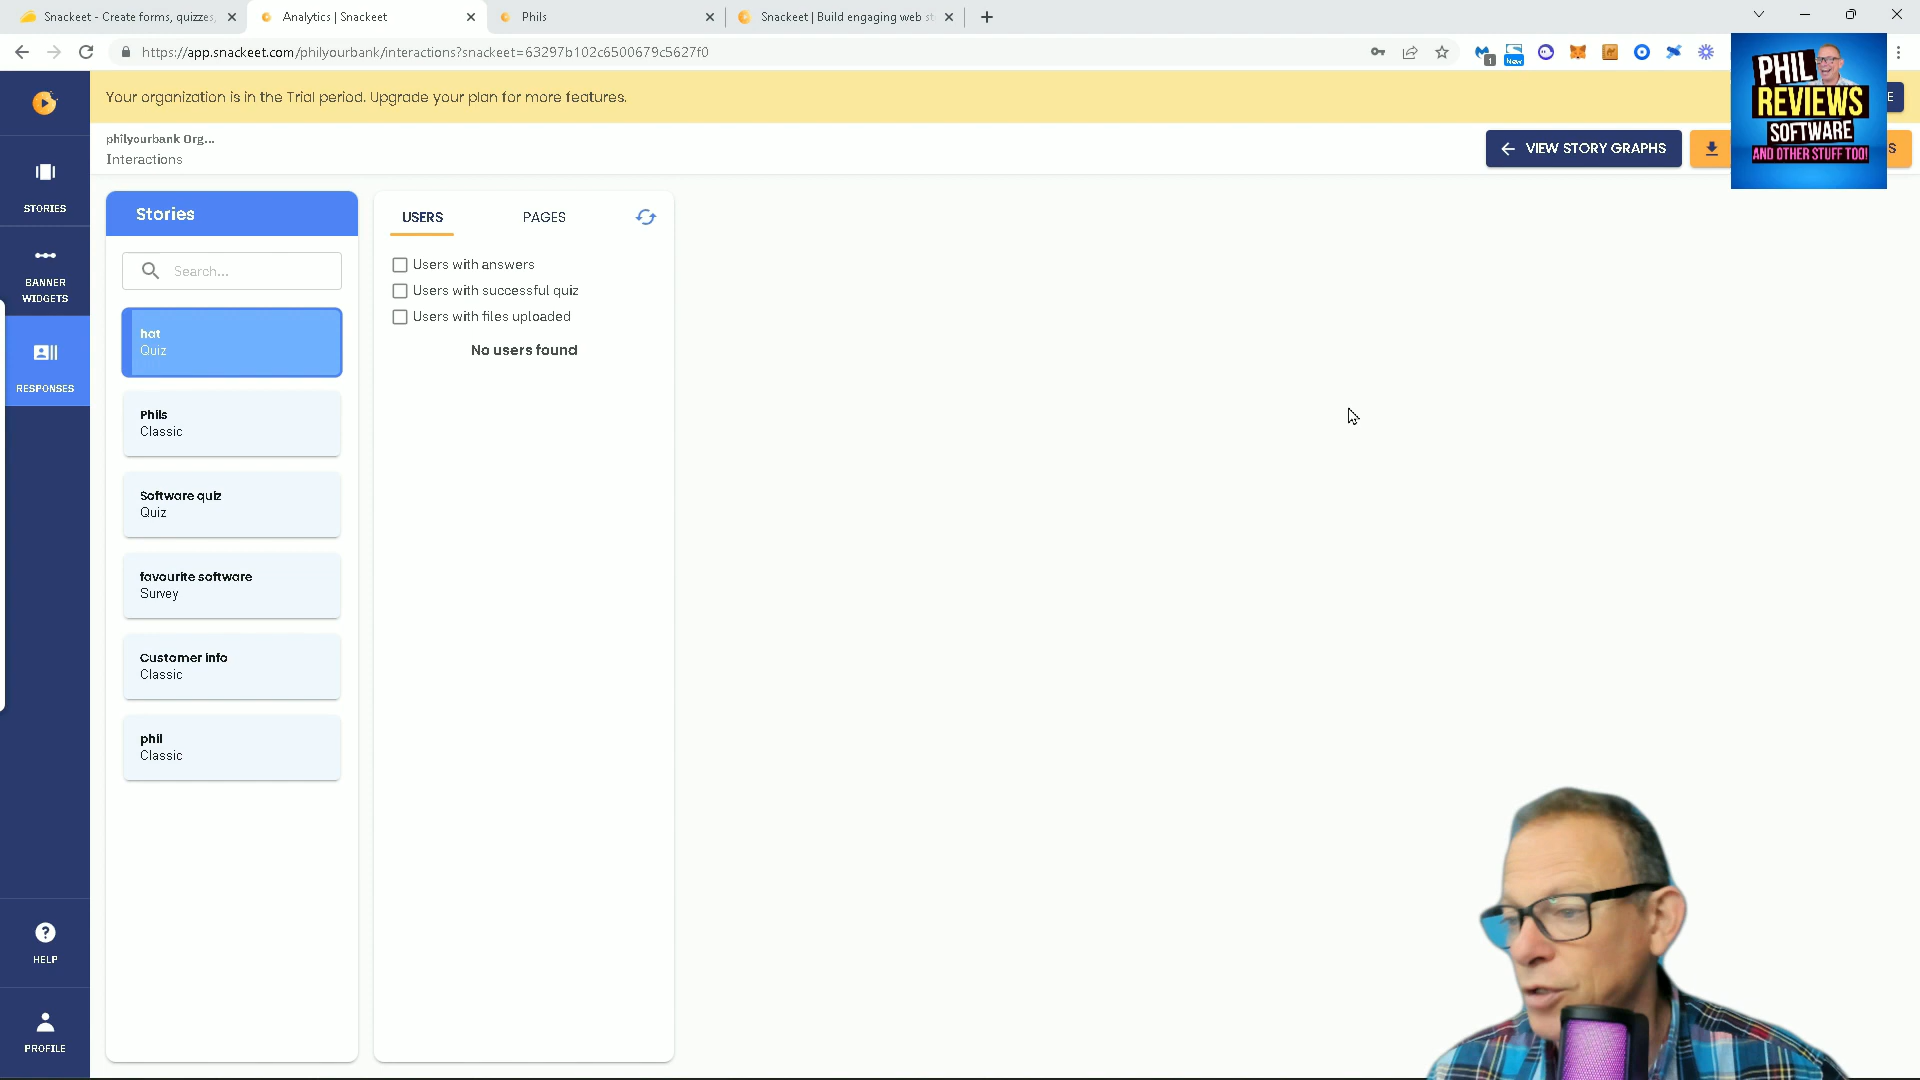 Snackeet - Create forms, quizzes,
Analytics | Snackeet
Phils
Snackeet | Build engaging web st
https://app.snackeet.com/philyourbank/interactions?snackeet=63297b102c6500679c5627f0
1
New
Your organization is in the Trial period. Upgrade your plan for more features.
E
philyourbank Org...
Interactions
VIEW STORY GRAPHS
S
PHIL
REVIEWS
SOFTWARE
AND OTHER STUFF TOO!
STORIES
BANNER
WIDGETS
RESPONSES
HELP
PROFILE
Stories
Search...
hat
Quiz
Phils
Classic
Software quiz
Quiz
favourite software
Survey
Customer info
Classic
phil
Classic
USERS
PAGES
Users with answers
Users with successful quiz
Users with files uploaded
No users found